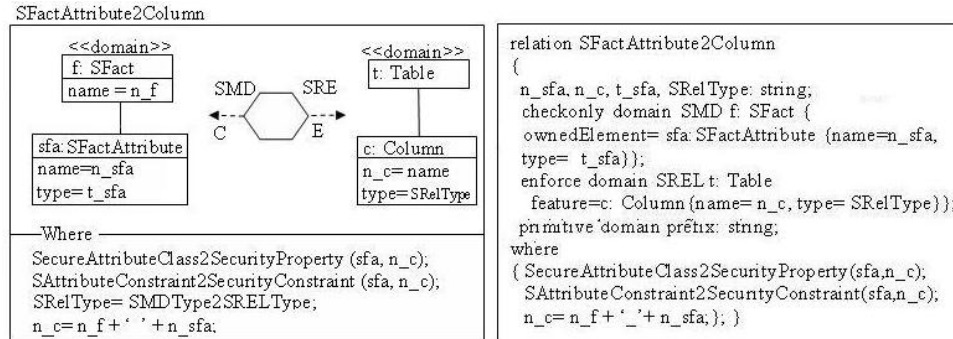 SFactAttribute2Column
<<domain>>
f: SFact
name = n_f
sfa: SFactAttribute
name=n_sfa
type= t_sfa
SMD
SRE
C
E
<<domain>>
t: Table
c: Column
n_c= name
type= SRelType
Where
SecureAttributeClass2SecurityProperty (sfa, n_c);
SAttributeConstraint2SecurityConstraint (sfa, n_c);
SRelType= SMDType2SRELType;
n_c= n_f + ‘ ’ + n_sfa;
relation SFactAttribute2Column
{
n_sfa, n_c, t_sfa, SRelType: string;
checkonly domain SMD f: SFact {
ownedElement= sfa: SFactAttribute {name=n_sfa,
type= t_sfa}};
enforce domain SREL t: Table
feature=c: Column {name= n_c, type= SRelType}};
primitive domain prefix: string;
where
{ SecureAttributeClass2SecurityProperty(sfa,n_c);
SAttributeConstraint2SecurityConstraint(sfa,n_c);
n_c= n_f + ‘_’+ n_sfa; }; }